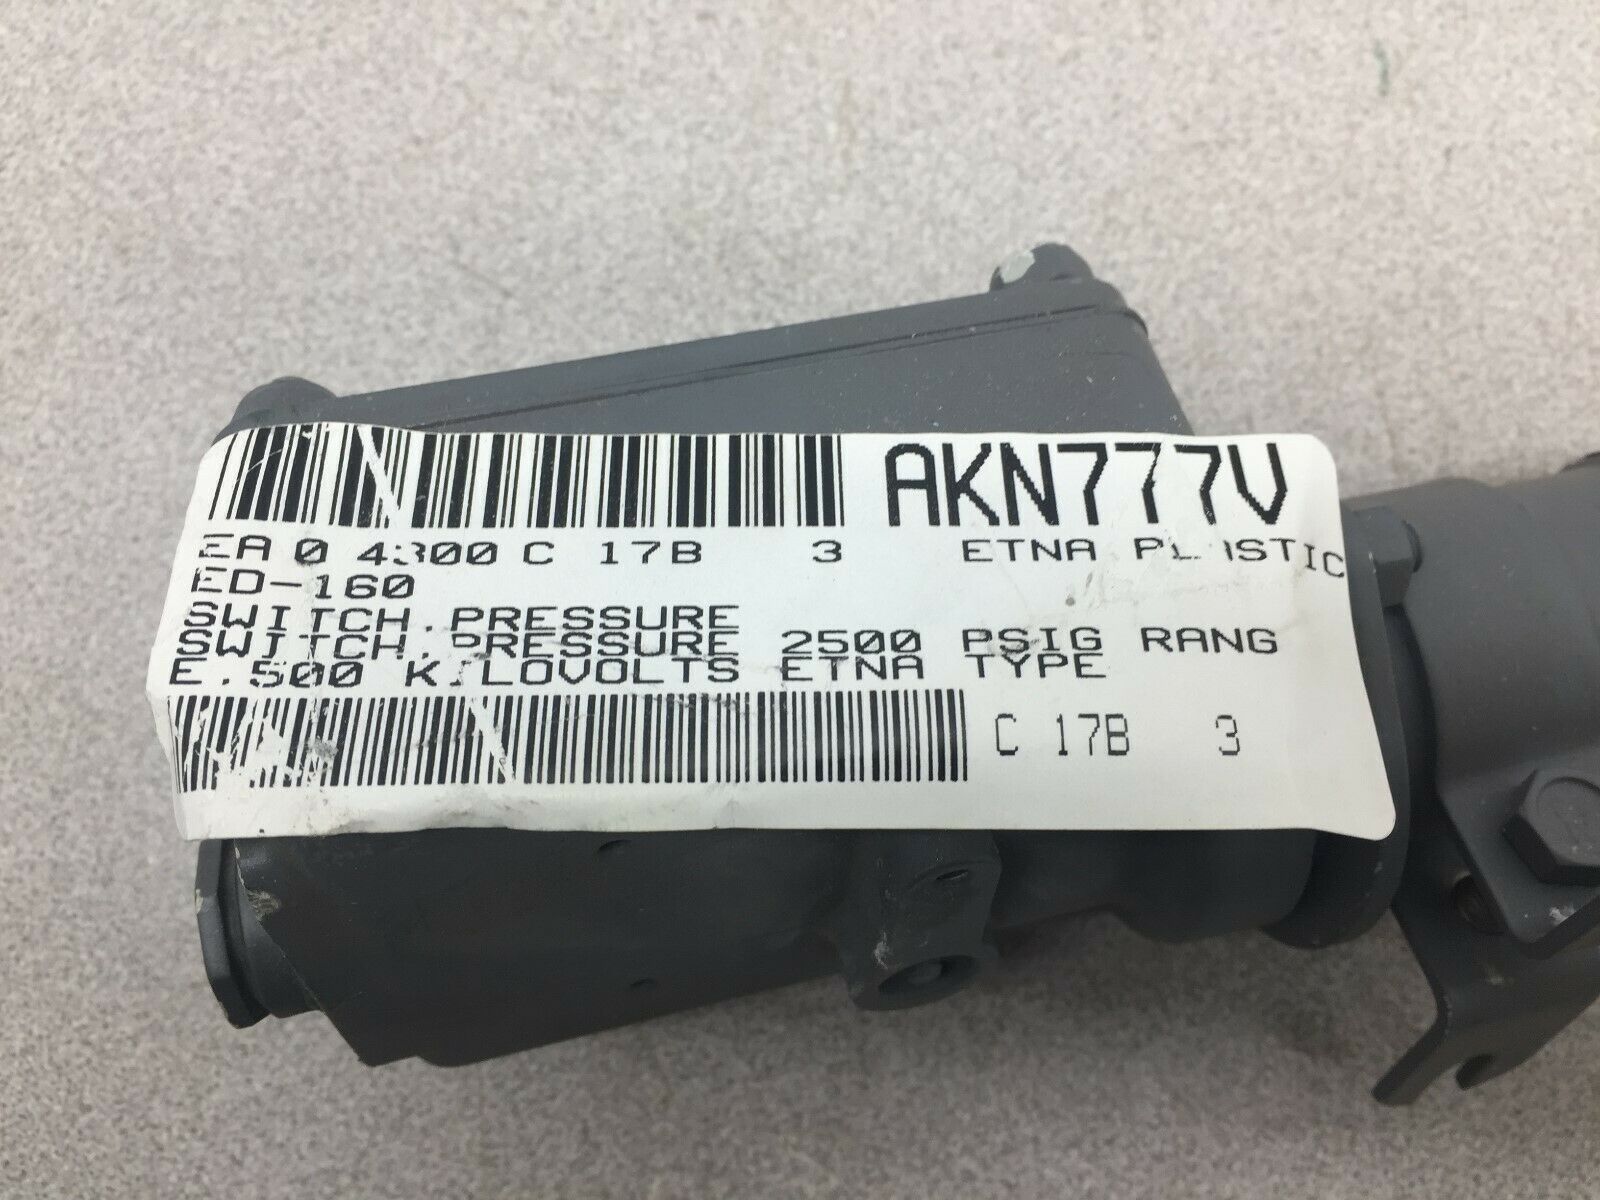 AKN777V
EA 0 4300 C 17B 3 ETNA PLASTIC
ED-160
SWITCH.PRESSURE
SWITCH.PRESSURE 2500 PSIG RANG
E.500 KILOVOLTS ETNA TYPE
C 17B 3